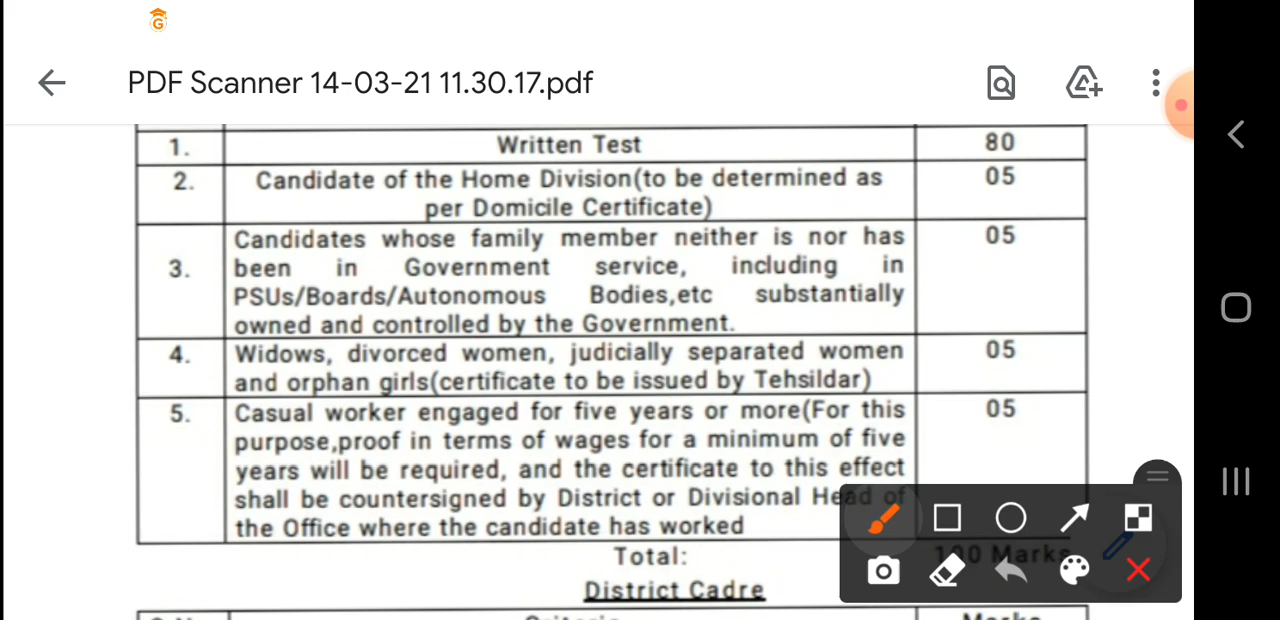 G
PDF Scanner 14-03-21 11.30.17.pdf
1. Written Test 80
2. Candidate of the Home Division(to be determined as 05
per Domicile Certificate)
Candidates whose family member neither is nor has 05
3. been in Government service, including in
PSUs/Boards/Autonomous Bodies,etc substantially
owned and controlled by the Government.
4. Widows, divorced women, judicially separated women 05
and orphan girls(certificate to be issued by Tehsildar)
5. Casual worker engaged for five years or more(For this 05
purpose,proof in terms of wages for a minimum of five
years will be required, and the certificate to this effect
shall be countersigned by District or Divisional Head of
the Office where the candidate has worked
Total: 100 Marks
District Cadre